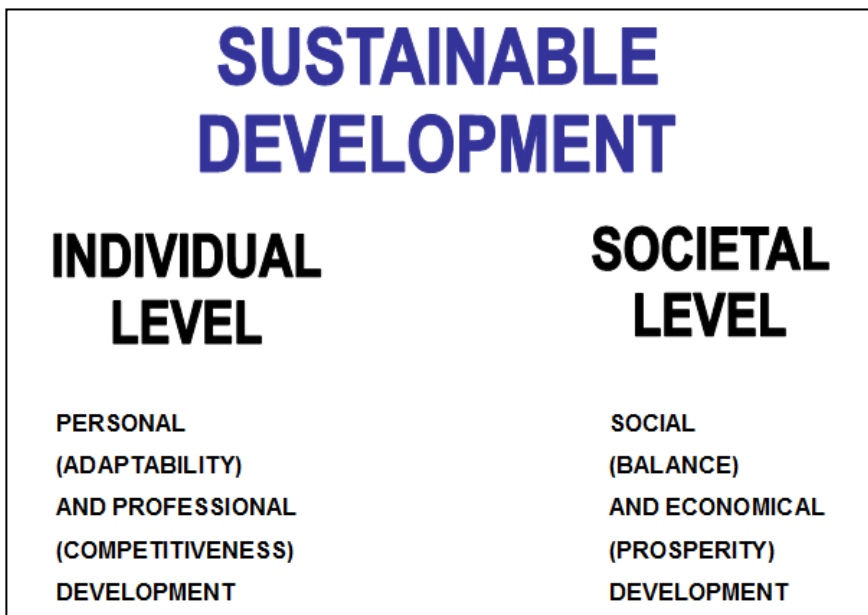 SUSTAINABLE
DEVELOPMENT
INDIVIDUAL
LEVEL
PERSONAL
(ADAPTABILITY)
AND PROFESSIONAL
(COMPETITIVENESS)
DEVELOPMENT
SOCIETAL
LEVEL
SOCIAL
(BALANCE)
AND ECONOMICAL
(PROSPERITY)
DEVELOPMENT